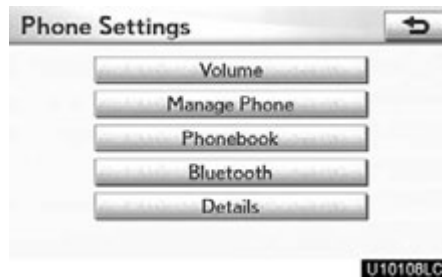 Phone Settings
Volume
Manage Phone
Phonebook
Bluetooth
Details
U10108LC